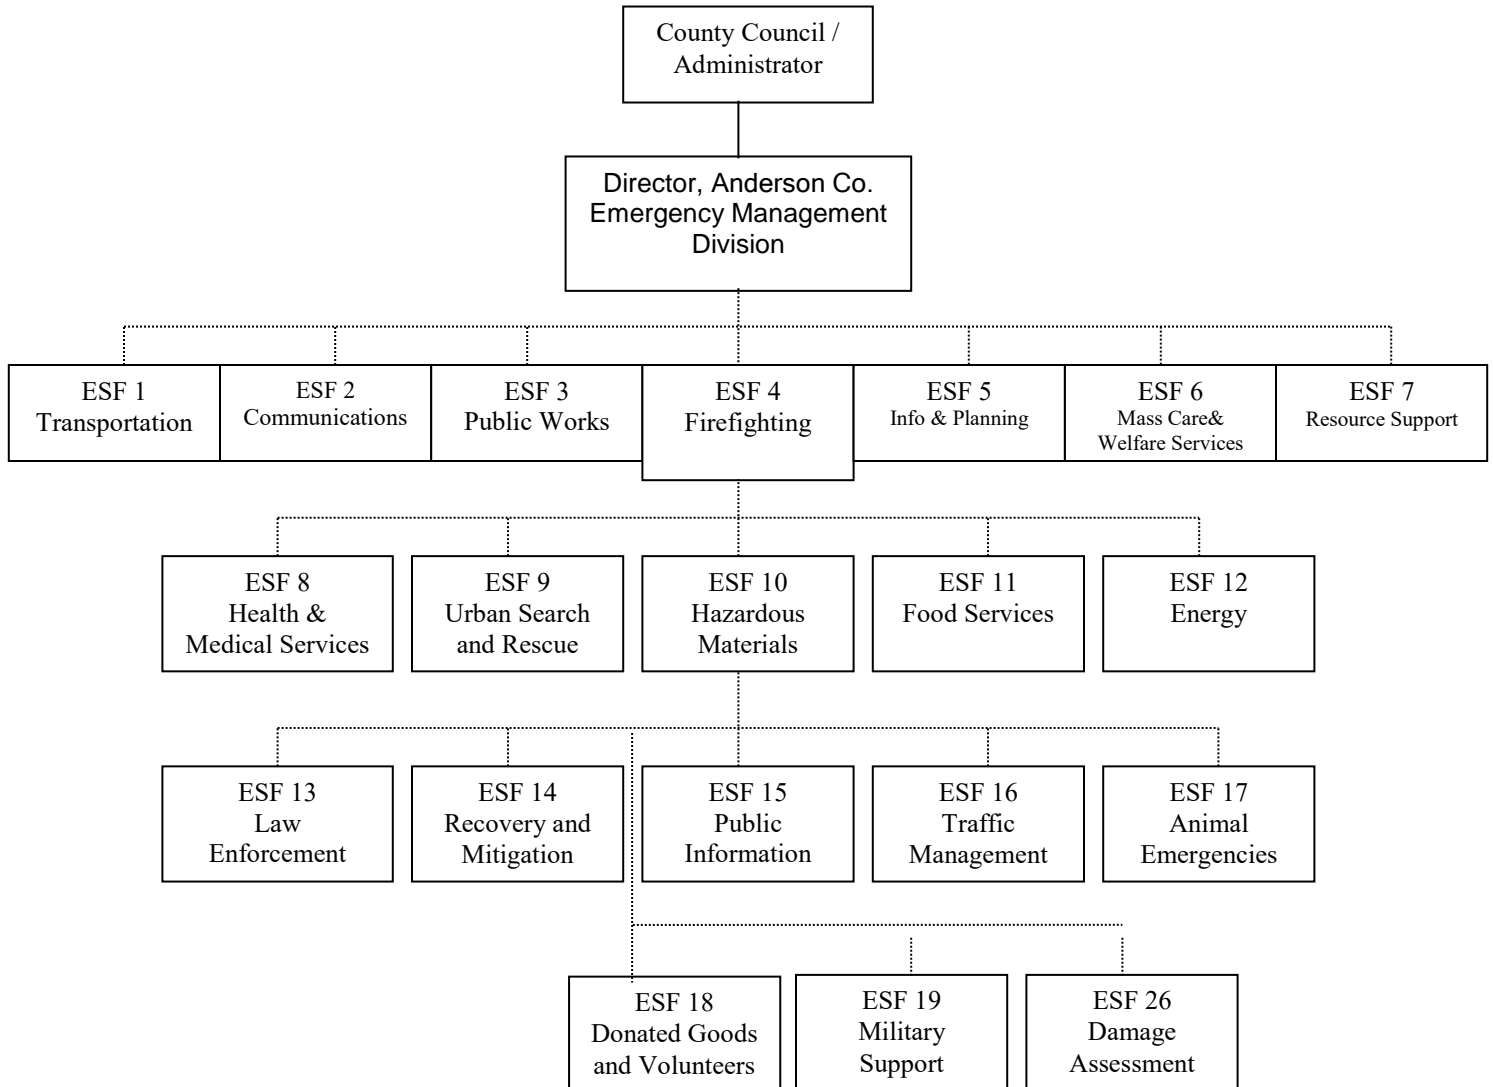 County Council /
Administrator
Director, Anderson Co.
Emergency Management
Division
ESF 1
Transportation
ESF 2
Communications
ESF 3
Public Works
ESF 4
Firefighting
ESF 5
Info & Planning
ESF 6
Mass Care&
Welfare Services
ESF 7
Resource Support
ESF 8
Health &
Medical Services
ESF 9
Urban Search
and Rescue
ESF 10
Hazardous
Materials
ESF 11
Food Services
ESF 12
Energy
ESF 13
Law
Enforcement
ESF 14
Recovery and
Mitigation
ESF 15
Public
Information
ESF 16
Traffic
Management
ESF 17
Animal
Emergencies
ESF 18
Donated Goods
and Volunteers
ESF 19
Military
Support
ESF 26
Damage
Assessment